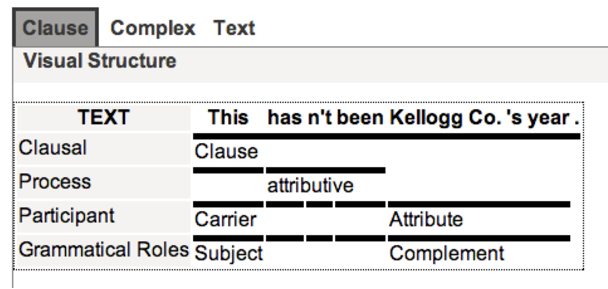 Clause Complex Text
Visual Structure
TEXT This has n't been Kellogg Co. 's year .
Clausal Clause
Process attributive
Participant Carrier Attribute
Grammatical Roles Subject Complement